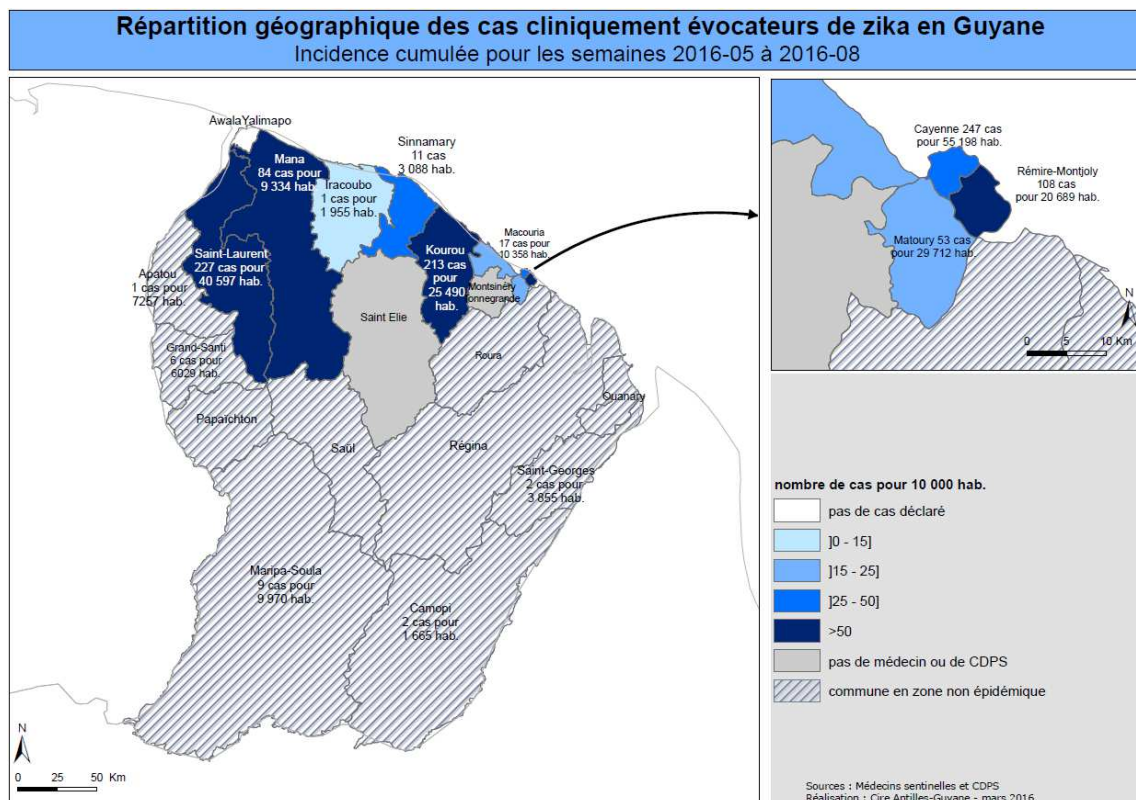 Répartition géographique des cas cliniquement évocateurs de zika en Guyane
Incidence cumulée pour les semaines 2016-05 à 2016-08
AwalaYalimapo
Mana
84 cas pour
9 334 hab.
Iracoubo
1 cas pour
1 955 hab.
Sinnamary
11 cas
3 088 hab.
Saint-Laurent
227 cas pour
40 597 hab.
Kourou
213 cas
pour
25 490
hab.
Macouria
17 cas pour
10 358 hab.
Montsinéry
onnegrande
Apatou
1 cas pour
7257 hab.
Saint Elie
Grand-Santi
6 cas pour
6029 hab.
Roura
Papaïchton
Saül
Régina
Ouanary
Saint-Georges
2 cas pour
3 855 hab.
Maripa-Soula
9 cas pour
9 970 hab.
Camopi
2 cas pour
1 665 hab.
N
0 25 50 Km
Cayenne 247 cas
pour 55 198 hab.
Rémire-Montjoly
108 cas
pour 20 689 hab.
Matoury 53 cas
pour 29 712 hab.
N
0 5 10 Km
nombre de cas pour 10 000 hab.
pas de cas déclaré
]0 - 15]
]15 - 25]
]25 - 50]
>50
pas de médecin ou de CDPS
commune en zone non épidémique
Sources : Médecins sentinelles et CDPS
Réalisation : Cire Antilles-Guyane - mars 2016